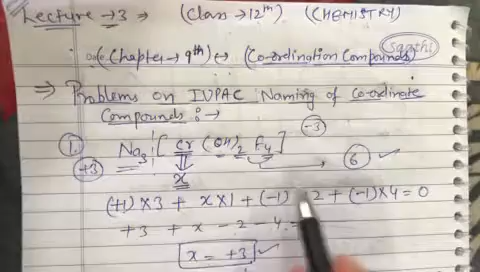 Lecture → 3 ⇒ (Class → 12th) (CHEMISTRY)
Date (Chapter → 9th) ↔ (Co-ordination Compounds)
saathi
⇒ Problems on IUPAC Naming of Co-ordinate
Compounds :→
① Na3 [Cr (OH)2 F4] (-3)
(+3) ⇓ → (6) ✓
x
(+1)×3 + x×1 + (-1) 2 + (-1)×4 = 0
+3 + x - 2 - 4 =
x = +3 ✓